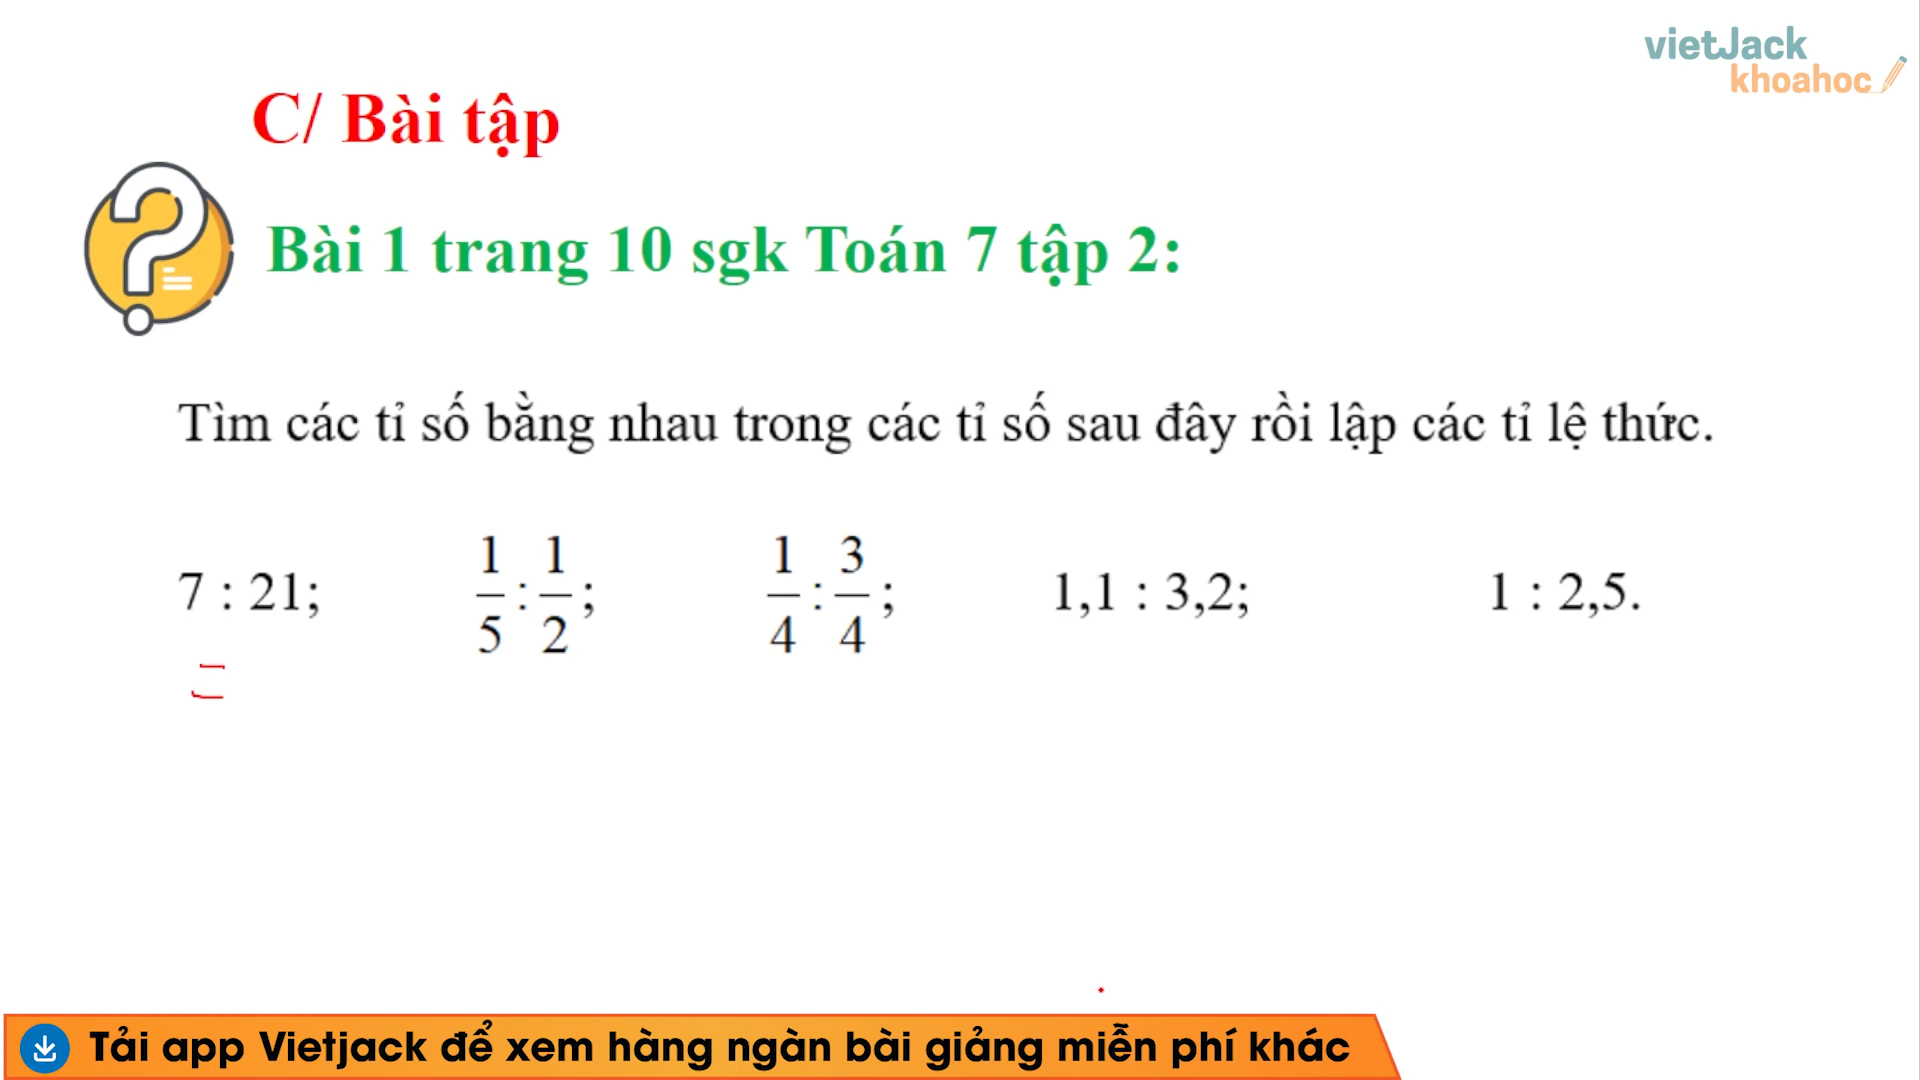 vietJack
khoahoc
C/ Bài tập
Bài 1 trang 10 sgk Toán 7 tập 2:
Tìm các tỉ số bằng nhau trong các tỉ số sau đây rồi lập các tỉ lệ thức.
7 : 21; 1/5 : 1/2; 1/4 : 3/4; 1,1 : 3,2; 1 : 2,5.
=
Tải app Vietjack để xem hàng ngàn bài giảng miễn phí khác